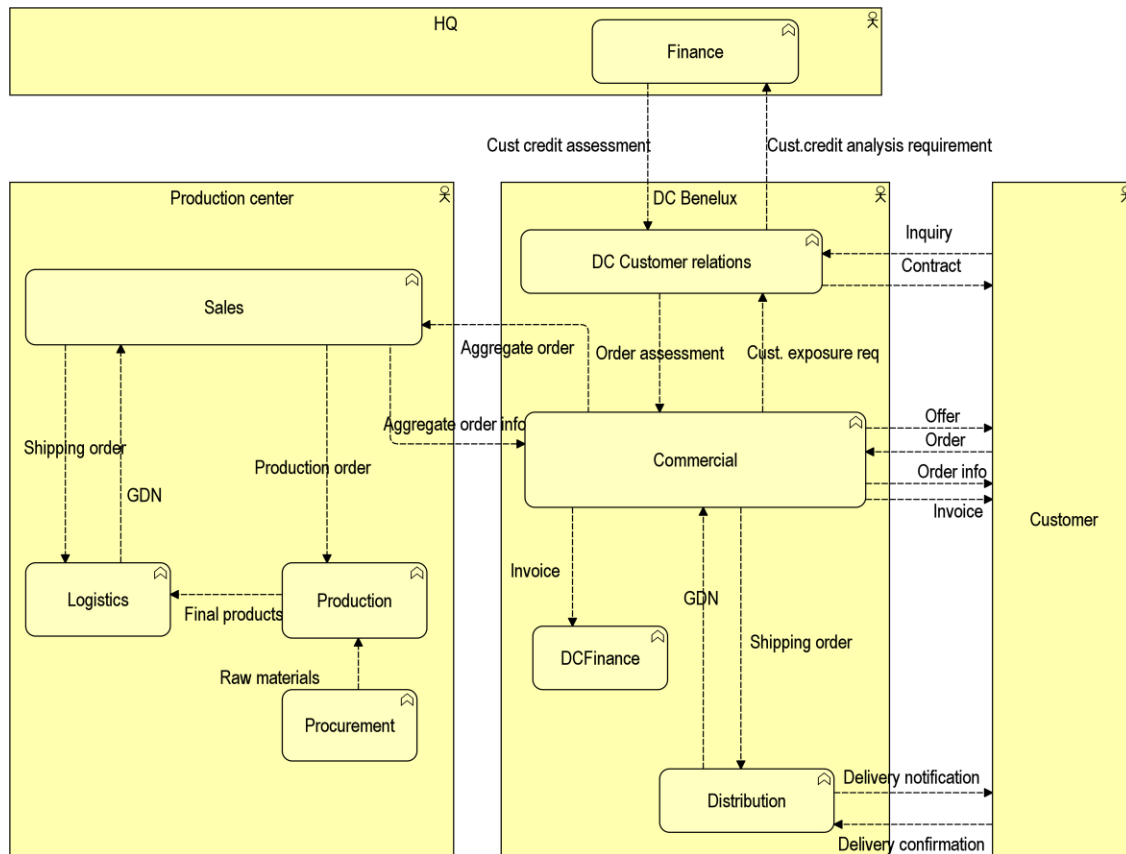 HQ
Finance
Cust credit assessment
Cust.credit analysis requirement
Production center
DC Benelux
Inquiry
DC Customer relations
Contract
Sales
Aggregate order
Order assessment
Cust. exposure req
Aggregate order info
Offer
Shipping order
Order
Production order
Commercial
Order info
GDN
Invoice
Customer
Invoice
GDN
Logistics
Production
Final products
Shipping order
DCFinance
Raw materials
Procurement
Delivery notification
Distribution
Delivery confirmation